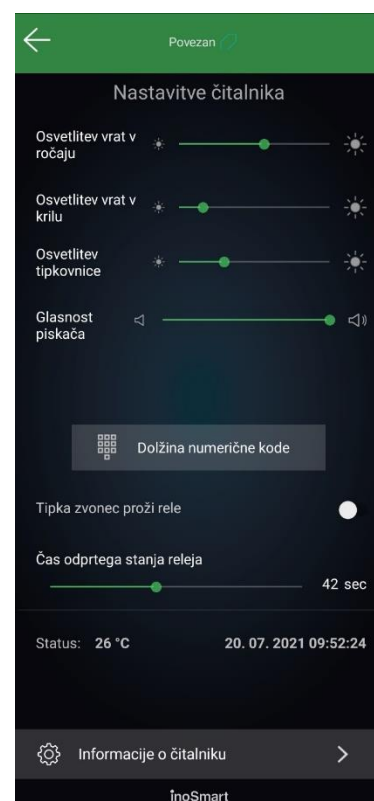 Povezan
Nastavitve čitalnika
Osvetlitev vrat v
ročaju
Osvetlitev vrat v
krilu
Osvetlitev
tipkovnice
Glasnost
piskača
Dolžina numerične kode
Tipka zvonec proži rele
Čas odprtega stanja releja
42 sec
Status: 26 °C 20. 07. 2021 09:52:24
Informacije o čitalniku
inoSmart